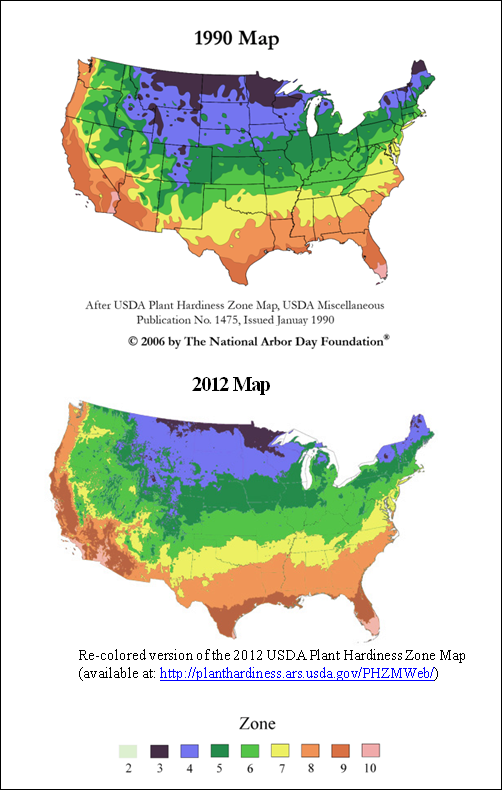 1990 Map
After USDA Plant Hardiness Zone Map, USDA Miscellaneous
Publication No. 1475, Issued Januay 1990
© 2006 by The National Arbor Day Foundation®
2012 Map
Re-colored version of the 2012 USDA Plant Hardiness Zone Map
(available at: http://planthardiness.ars.usda.gov/PHZMWeb/)
Zone
2 3 4 5 6 7 8 9 10